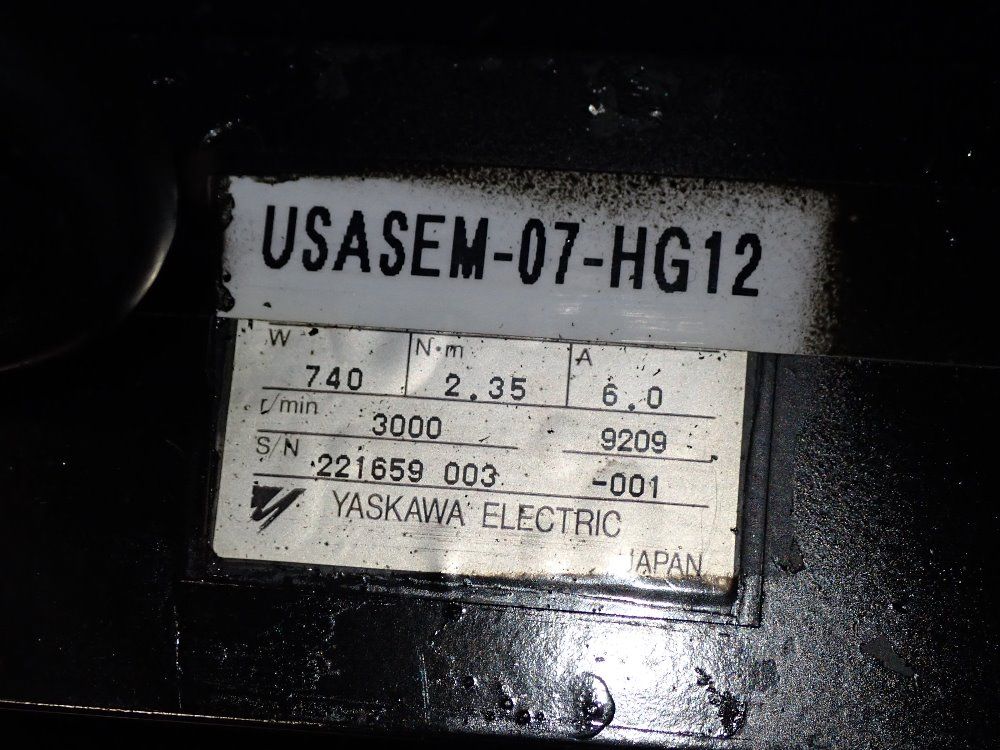 USASEM-07-HG12
W N·m A
740 2.35 6.0
r/min 3000 9209
S/N 221659 003 -001
YASKAWA ELECTRIC
JAPAN